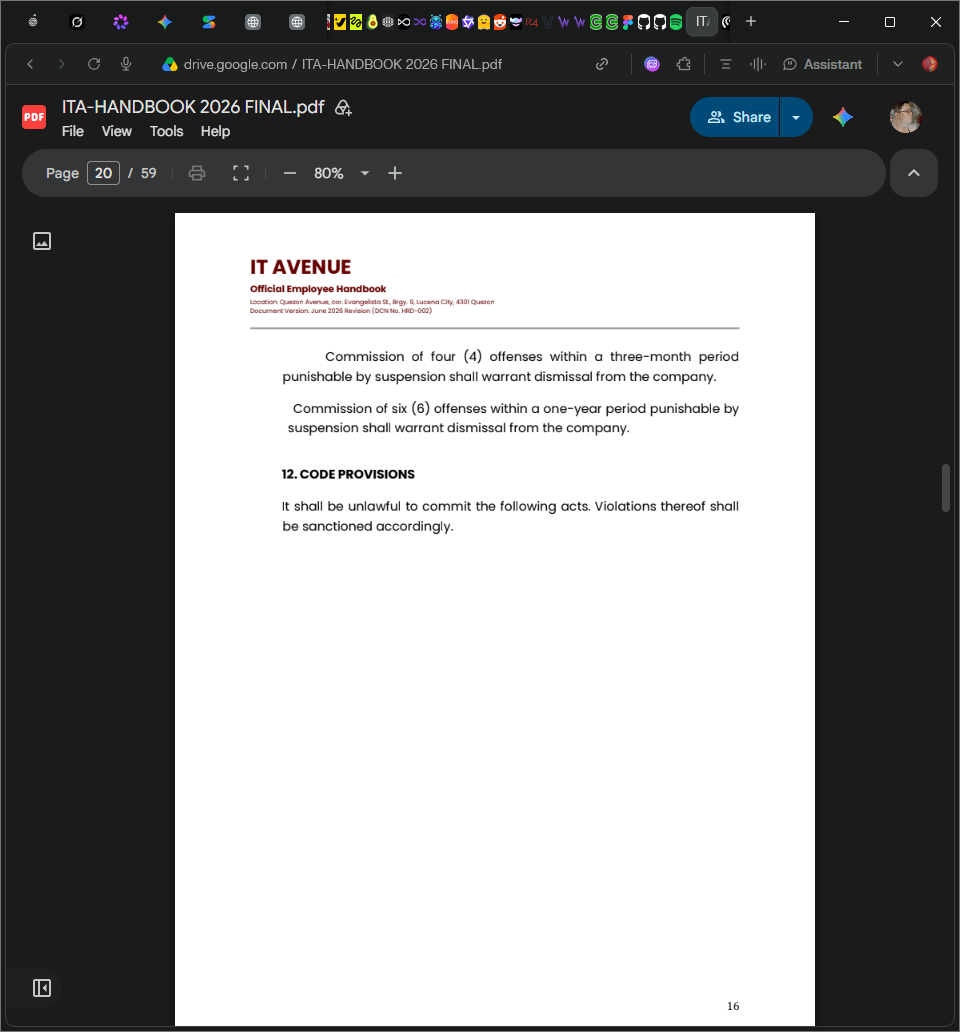 IT
drive.google.com / ITA-HANDBOOK 2026 FINAL.pdf
Assistant
PDF
ITA-HANDBOOK 2026 FINAL.pdf
File View Tools Help
Share
Page 20 / 59
80%
IT AVENUE
Official Employee Handbook
Location: Quezon Avenue, cor. Evangelista St., Brgy. 9, Lucena City, 4301 Quezon
Document Version: June 2026 Revision (DCN No. HRD-002)
Commission of four (4) offenses within a three-month period
punishable by suspension shall warrant dismissal from the company.
Commission of six (6) offenses within a one-year period punishable by
suspension shall warrant dismissal from the company.
12. CODE PROVISIONS
It shall be unlawful to commit the following acts. Violations thereof shall
be sanctioned accordingly.
16